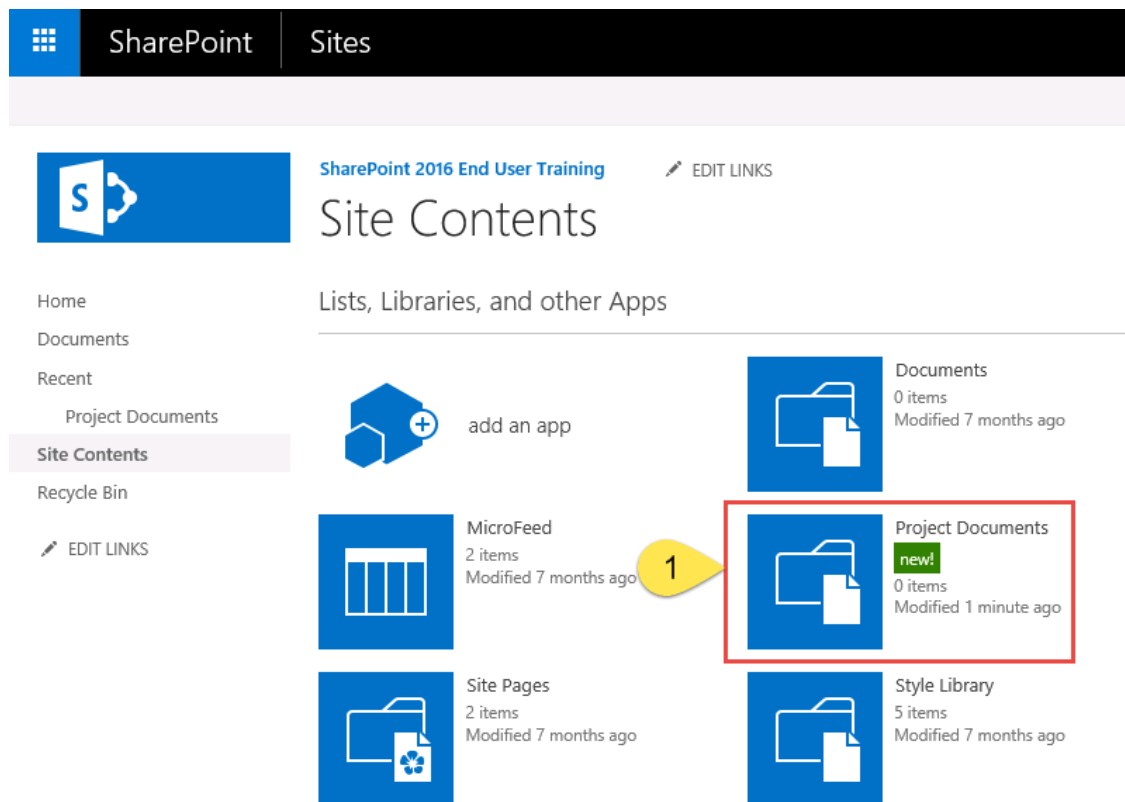 SharePoint Sites
SharePoint 2016 End User Training EDIT LINKS
Site Contents
Home
Documents
Recent
Project Documents
Site Contents
Recycle Bin
EDIT LINKS
Lists, Libraries, and other Apps
add an app
Documents
0 items
Modified 7 months ago
MicroFeed
2 items
Modified 7 months ago
1
Project Documents
new!
0 items
Modified 1 minute ago
Site Pages
2 items
Modified 7 months ago
Style Library
5 items
Modified 7 months ago